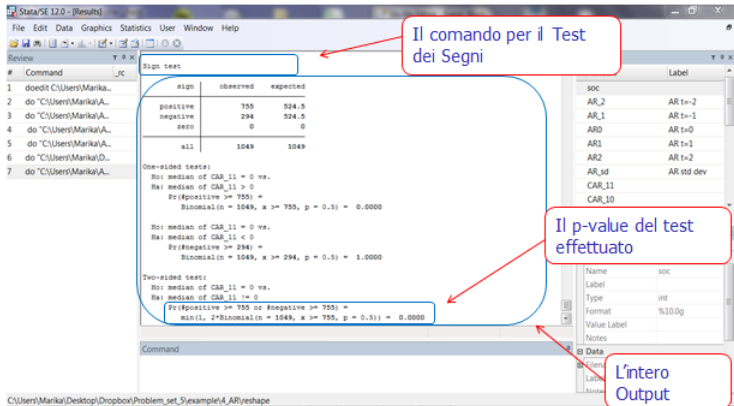 Stata/SE 12.0 - [Results]
File Edit Data Graphics Statistics User Window Help
Review
# Command _rc
1 doedit C:\Users\Marika...
2 do "C:\Users\Marika\A...
3 do "C:\Users\Marika\A...
4 do "C:\Users\Marika\A...
5 do "C:\Users\Marika\A...
6 do "C:\Users\Marika\D...
7 do "C:\Users\Marika\A...
Sign test
sign observed expected
positive 755 524.5
negative 294 524.5
zero 0 0
all 1049 1049
One-sided tests:
Ho: median of CAR_11 = 0 vs.
Ha: median of CAR_11 > 0
Pr(#positive >= 755) =
Binomial(n = 1049, x >= 755, p = 0.5) = 0.0000
Ho: median of CAR_11 = 0 vs.
Ha: median of CAR_11 < 0
Pr(#negative >= 294) =
Binomial(n = 1049, x >= 294, p = 0.5) = 1.0000
Two-sided test:
Ho: median of CAR_11 = 0 vs.
Ha: median of CAR_11 != 0
Pr(#positive >= 755 or #negative >= 755) =
min(1, 2*Binomial(n = 1049, x >= 755, p = 0.5)) = 0.0000
Command
Il comando per il Test
dei Segni
Label
soc
AR_2 AR t=-2
AR_1 AR t=-1
AR0 AR t=0
AR1 AR t=1
AR2 AR t=2
AR_sd AR std dev
CAR_11
CAR_10
Il p-value del test
effettuato
Name soc
Label
Type int
Format %10.0g
Value Label
Notes
Data
L'intero
Output
C:\Users\Marika\Desktop\Dropbox\Problem_set_5\example\4_AR\reshape